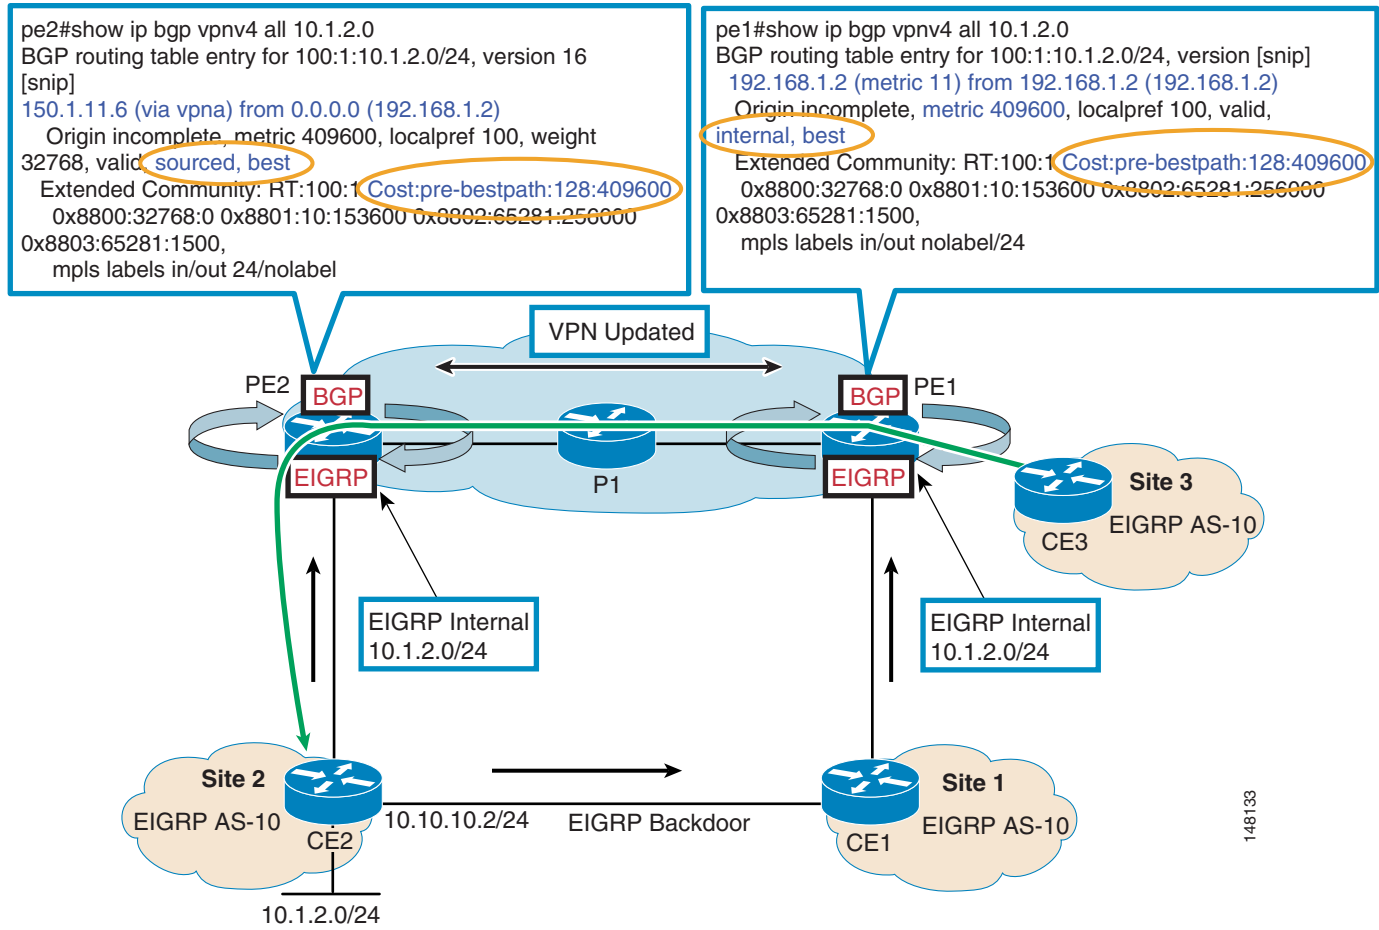 pe2#show ip bgp vpnv4 all 10.1.2.0
BGP routing table entry for 100:1:10.1.2.0/24, version 16
[snip]
150.1.11.6 (via vpna) from 0.0.0.0 (192.168.1.2)
Origin incomplete, metric 409600, localpref 100, weight
32768, valid, sourced, best
Extended Community: RT:100:1 Cost:pre-bestpath:128:409600
0x8800:32768:0 0x8801:10:153600 0x8802:65281:256000
0x8803:65281:1500,
mpls labels in/out 24/nolabel
pe1#show ip bgp vpnv4 all 10.1.2.0
BGP routing table entry for 100:1:10.1.2.0/24, version [snip]
192.168.1.2 (metric 11) from 192.168.1.2 (192.168.1.2)
Origin incomplete, metric 409600, localpref 100, valid,
internal, best
Extended Community: RT:100:1 Cost:pre-bestpath:128:409600
0x8800:32768:0 0x8801:10:153600 0x8802:65281:256000
0x8803:65281:1500,
mpls labels in/out nolabel/24
VPN Updated
PE2
BGP
BGP
PE1
EIGRP
P1
EIGRP
Site 3
EIGRP AS-10
CE3
EIGRP Internal
10.1.2.0/24
EIGRP Internal
10.1.2.0/24
Site 2
EIGRP AS-10
CE2
10.10.10.2/24
EIGRP Backdoor
Site 1
EIGRP AS-10
CE1
10.1.2.0/24
148133